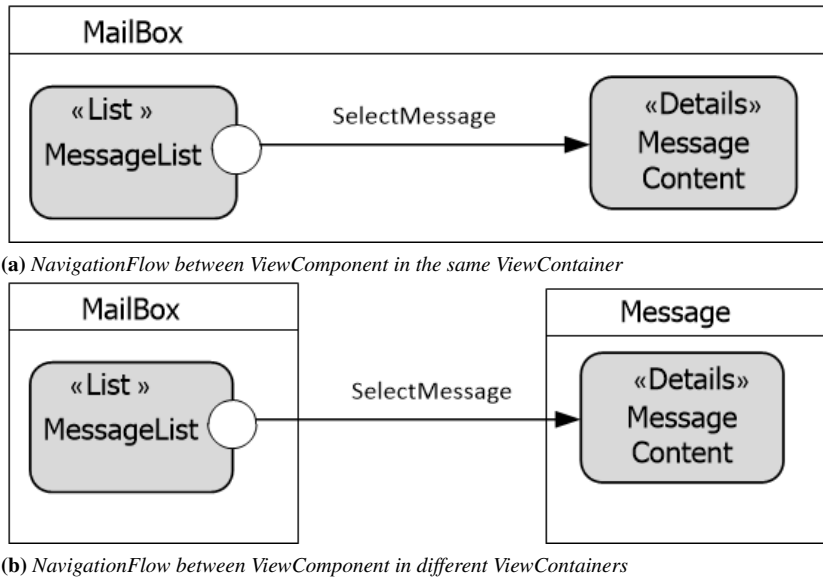 MailBox
«List »
MessageList
SelectMessage
«Details»
Message
Content
(a) NavigationFlow between ViewComponent in the same ViewContainer
MailBox
Message
«List »
MessageList
SelectMessage
«Details»
Message
Content
(b) NavigationFlow between ViewComponent in different ViewContainers